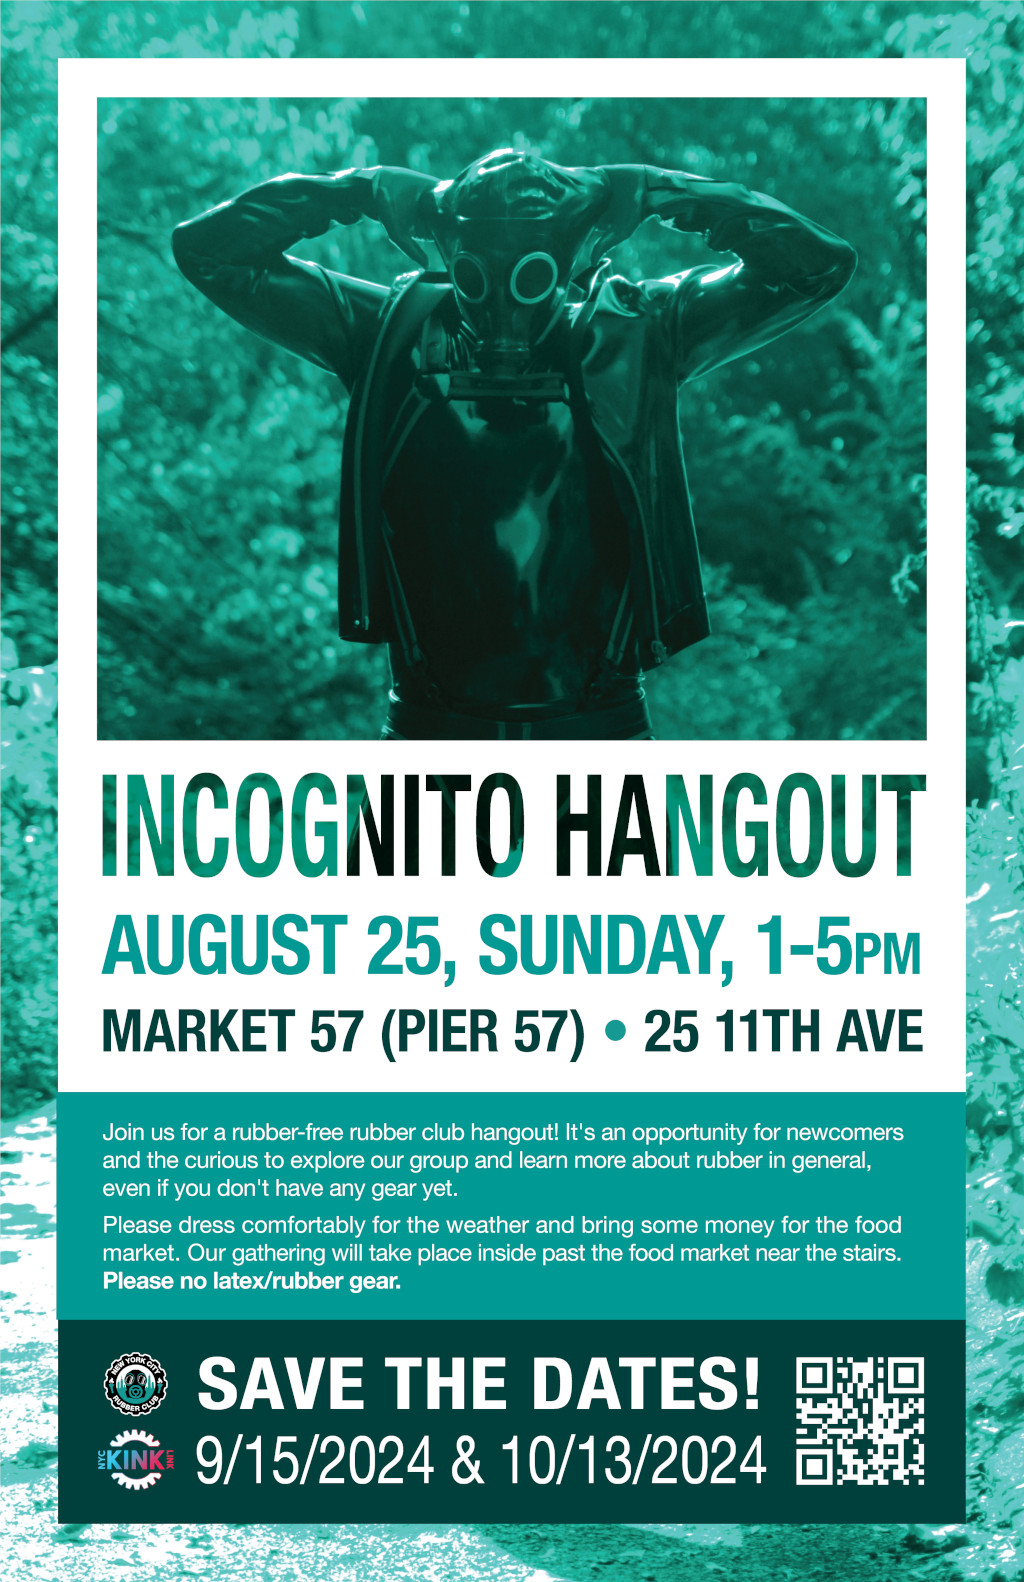 INCOGNITO HANGOUT
AUGUST 25, SUNDAY, 1-5PM
MARKET 57 (PIER 57) • 25 11TH AVE
Join us for a rubber-free rubber club hangout! It's an opportunity for newcomers
and the curious to explore our group and learn more about rubber in general,
even if you don't have any gear yet.
Please dress comfortably for the weather and bring some money for the food
market. Our gathering will take place inside past the food market near the stairs.
Please no latex/rubber gear.
NEW YORK CITY
RUBBER CLUB
SAVE THE DATES!
NYC
KINK
LINK
9/15/2024 & 10/13/2024